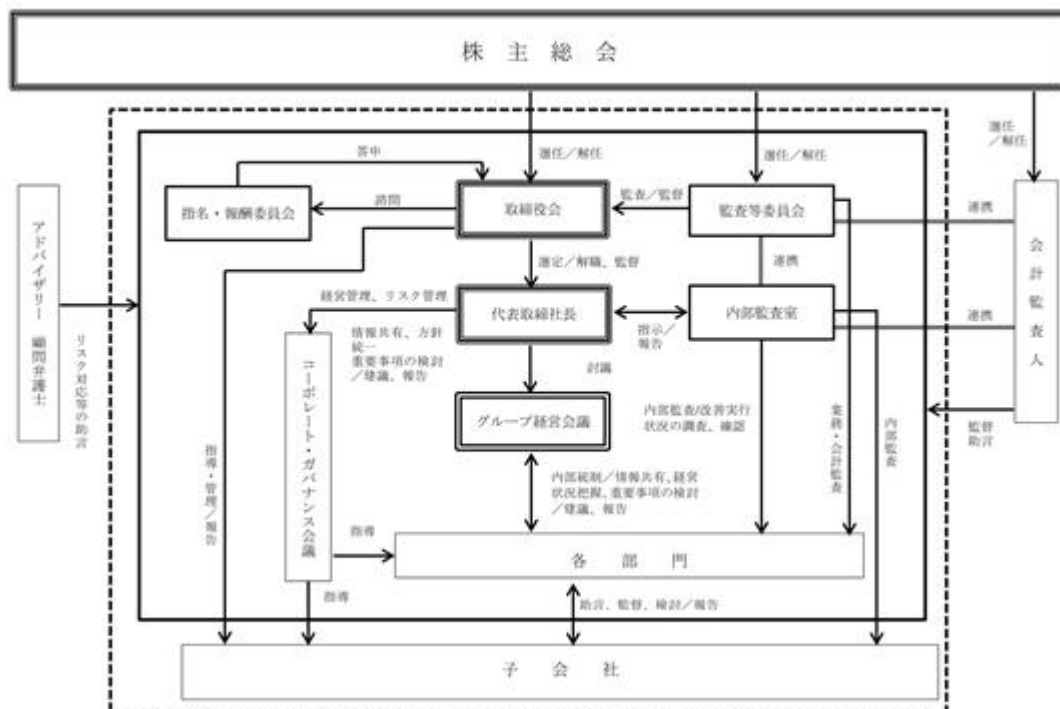 株主総会
選任／解任
選任／解任
選任／解任
答申
諮問
指名・報酬委員会
取締役会
監査／監督
監査等委員会
連携
会計監査人
アドバイザリー 顧問弁護士
リスク対応等の助言
選定／解職、監督
連携
経営管理、リスク管理
代表取締社長
指示／
報告
内部監査室
連携
情報共有、方針
統一
重要事項の検討
／建議、報告
討議
コーポレート・ガバナンス会議
グループ経営会議
内部監査/改善実行
状況の調査、確認
業務・会計監査
内部監査
監督
助言
指導・管理／報告
内部統制／情報共有、経営
状況把握、重要事項の検討
／建議、報告
指導
各部門
指導
助言、監督、検討／報告
子会社